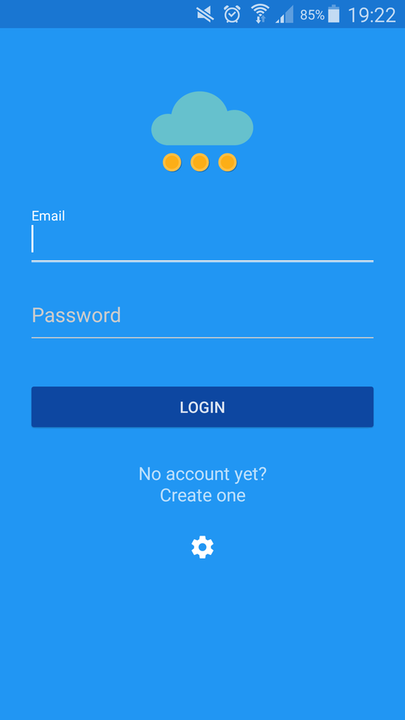 85% 19:22
Email
Password
LOGIN
No account yet?
Create one